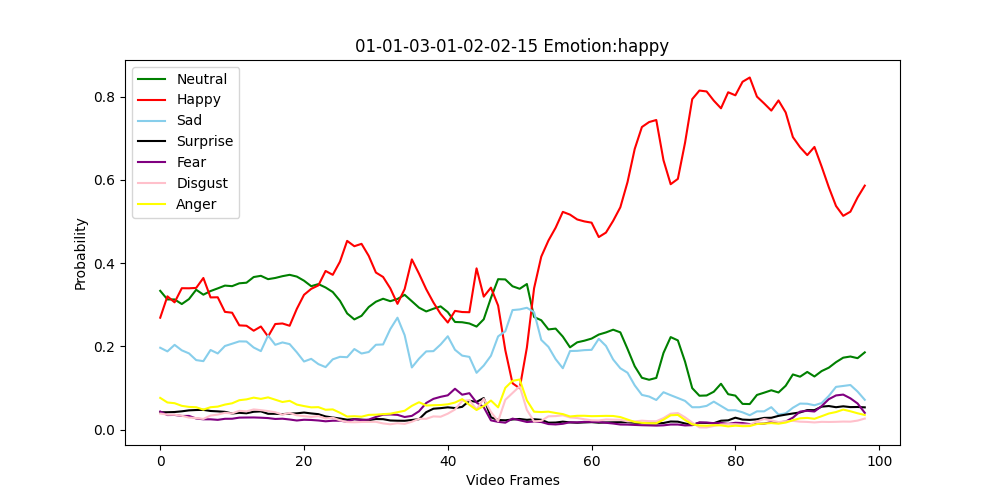 01-01-03-01-02-02-15 Emotion:happy
Neutral
Happy
Sad
Surprise
Fear
Disgust
Anger
Probability
0.8
0.6
0.4
0.2
0.0
0 20 40 60 80 100
Video Frames